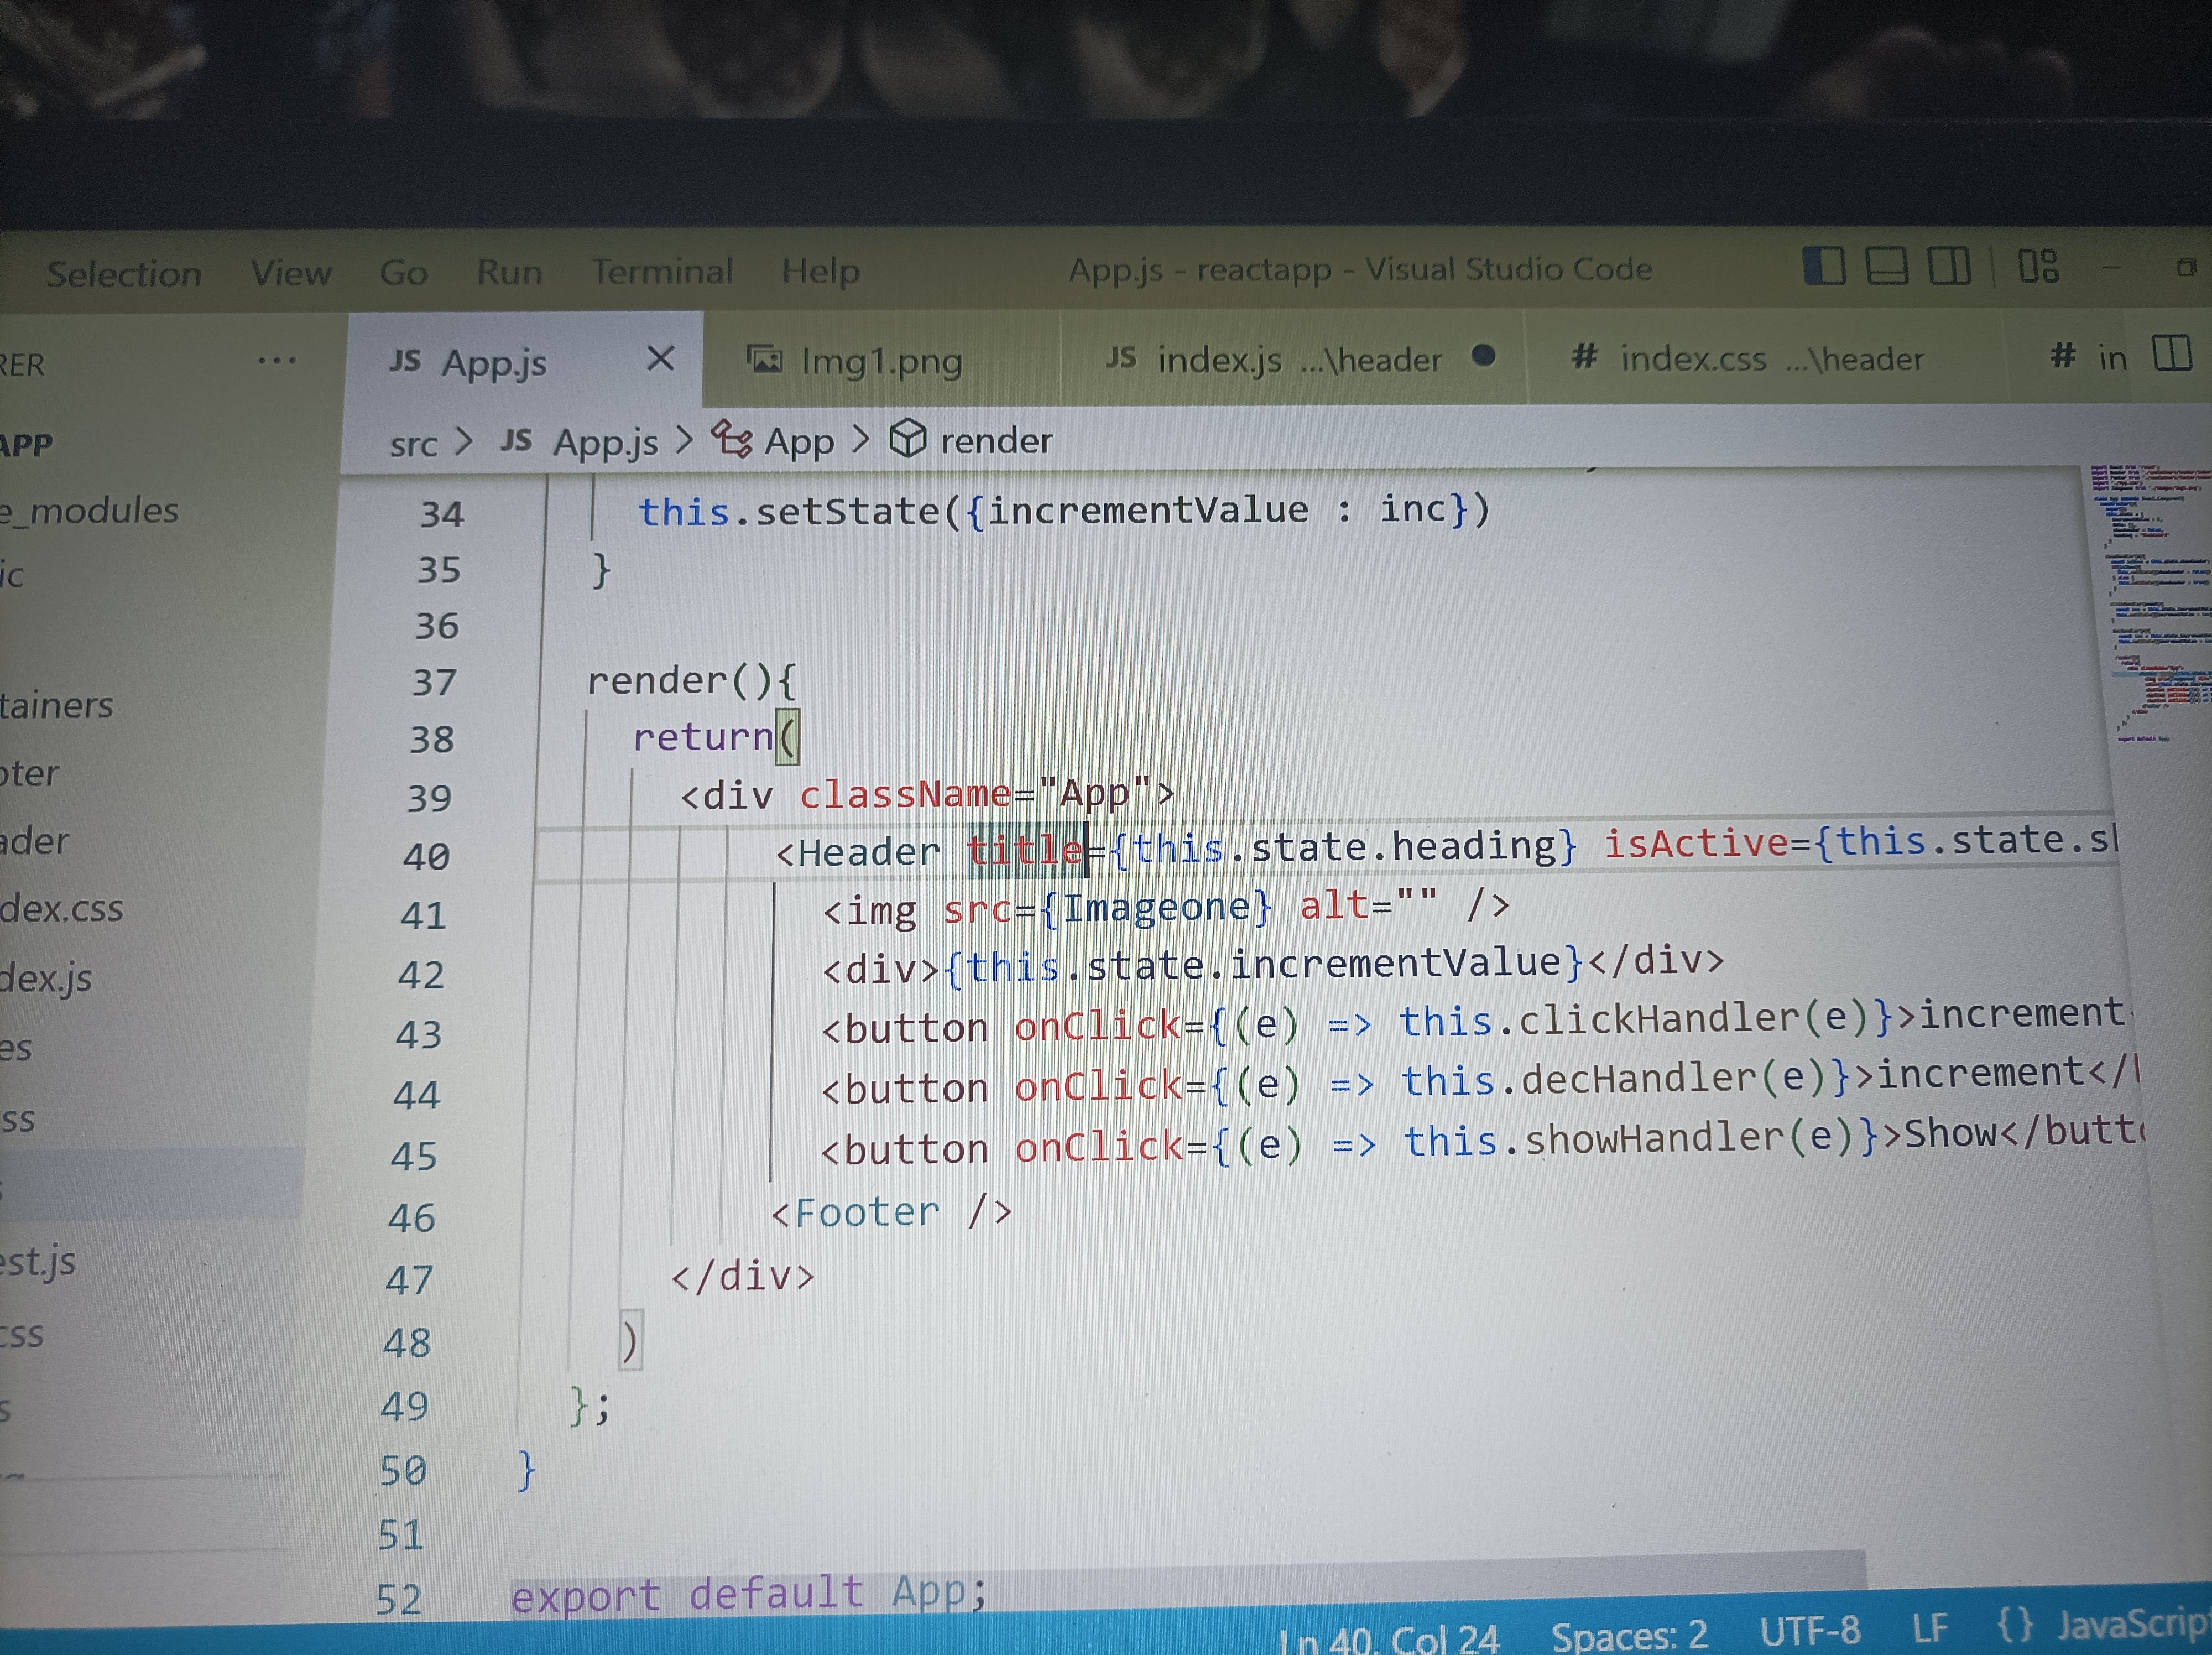 Selection View Go Run Terminal Help App.js - reactapp - Visual Studio Code
RER ... JS App.js Img1.png JS index.js ...\header # index.css ...\header # in
APP
src > JS App.js > App > render
e_modules
ic
tainers
oter
ader
dex.css
dex.js
es
ss
est.js
css
s
34 this.setState({incrementValue : inc})
35 }
36
37 render(){
38 return(
39 <div className="App">
40 <Header title={this.state.heading} isActive={this.state.s
41 <img src={Imageone} alt="" />
42 <div>{this.state.incrementValue}</div>
43 <button onClick={(e) => this.clickHandler(e)}>increment
44 <button onClick={(e) => this.decHandler(e)}>increment</
45 <button onClick={(e) => this.showHandler(e)}>Show</butt
46 <Footer />
47 </div>
48 )
49 };
50 }
51
52 export default App;
Ln 40, Col 24 Spaces: 2 UTF-8 LF {} JavaScrip